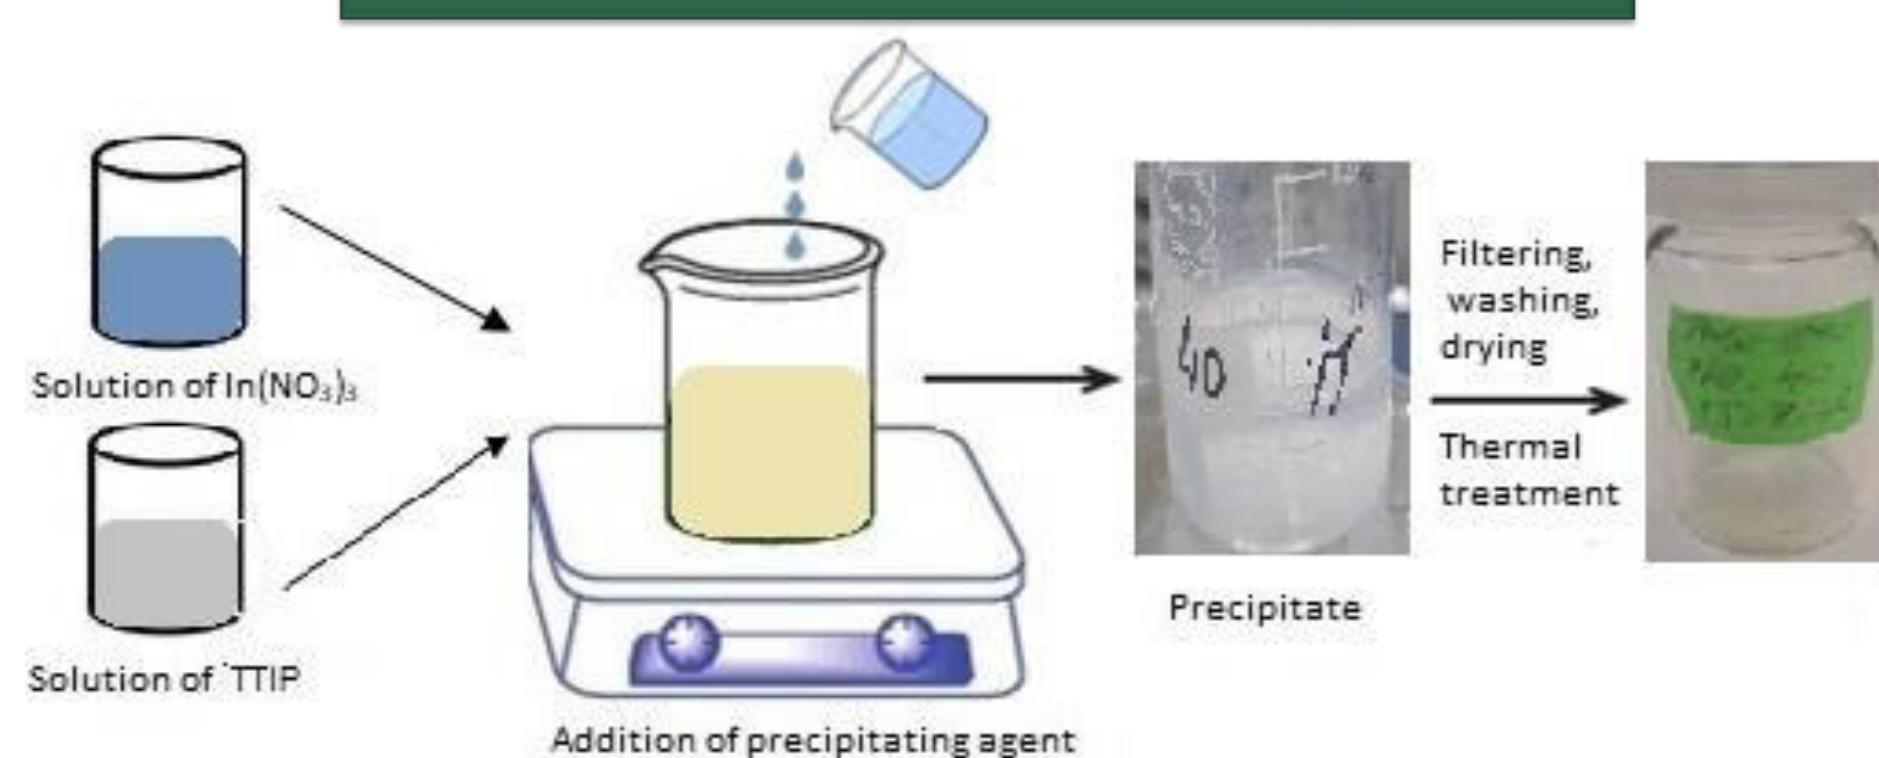 Solution of In(NO₃)₃
Solution of TTIP
Addition of precipitating agent
40
Precipitate
Filtering,
washing,
drying
Thermal
treatment